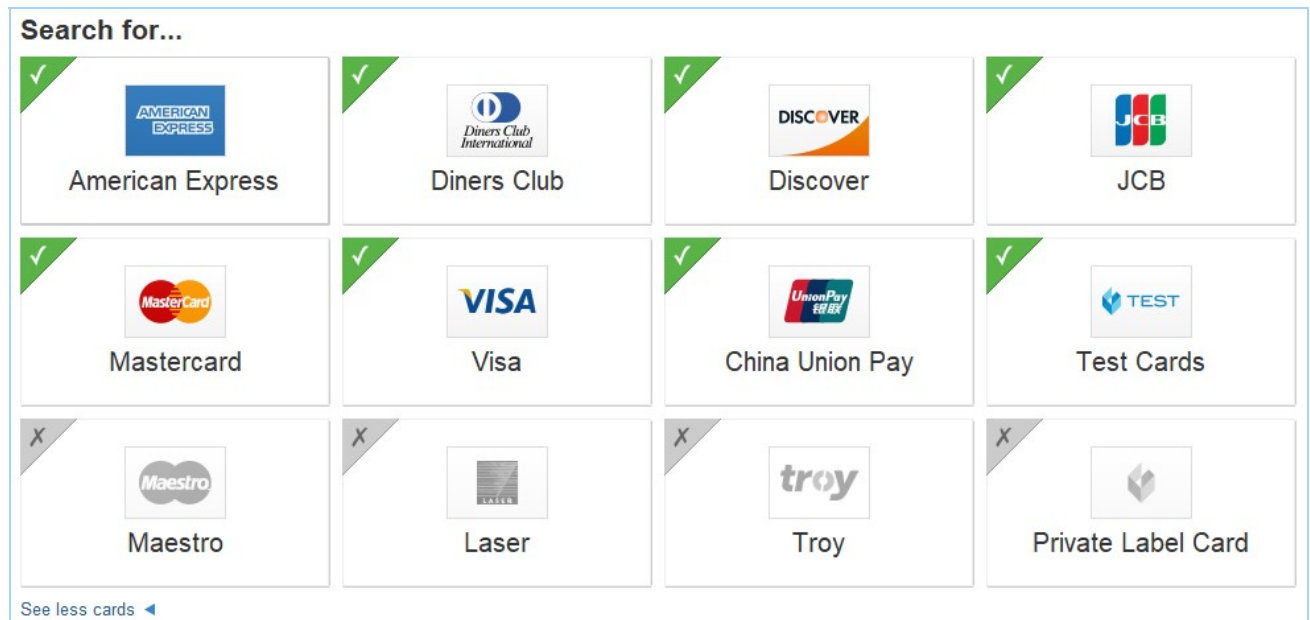 Search for...
AMERICAN
EXPRESS
American Express
Diners Club
International
Diners Club
DISCOVER
Discover
JCB
JCB
MasterCard
Mastercard
VISA
Visa
UnionPay
银联
China Union Pay
TEST
Test Cards
Maestro
Maestro
LASER
Laser
troy
Troy
Private Label Card
See less cards